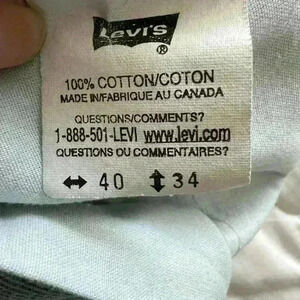 Levi's
®
100% COTTON/COTON
MADE IN/FABRIQUE AU CANADA
QUESTIONS/COMMENTS?
1-888-501-LEVI www.levi.com
QUESTIONS OU COMMENTAIRES?
↔ 40 ↕ 34